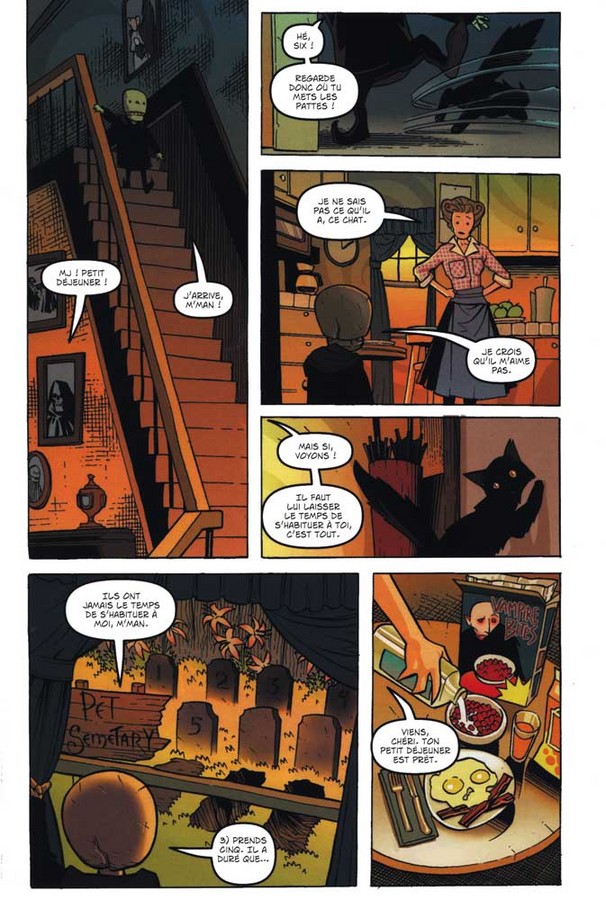 MJ ! PETIT
DÉJEUNER !
J'ARRIVE,
M'MAN !
HÉ,
SIX !
REGARDE
DONC OÙ TU
METS LES
PATTES !
JE NE SAIS
PAS CE QU'IL
A, CE CHAT.
JE CROIS
QU'IL M'AIME
PAS.
MAIS SI,
VOYONS !
IL FAUT
LUI LAISSER
LE TEMPS DE
S'HABITUER À TOI,
C'EST TOUT.
ILS ONT
JAMAIS LE TEMPS
DE S'HABITUER À
MOI, M'MAN.
1
2
3
4
5
PET
SEMETARY
3) PRENDS
CINQ. IL A
DURÉ QUE...
VAMPIRE
BITES
VIENS,
CHÉRI. TON
PETIT DÉJEUNER
EST PRÊT.